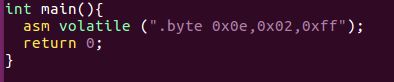 int main(){
  asm volatile (".byte 0x0e,0x02,0xff");
  return 0;
}